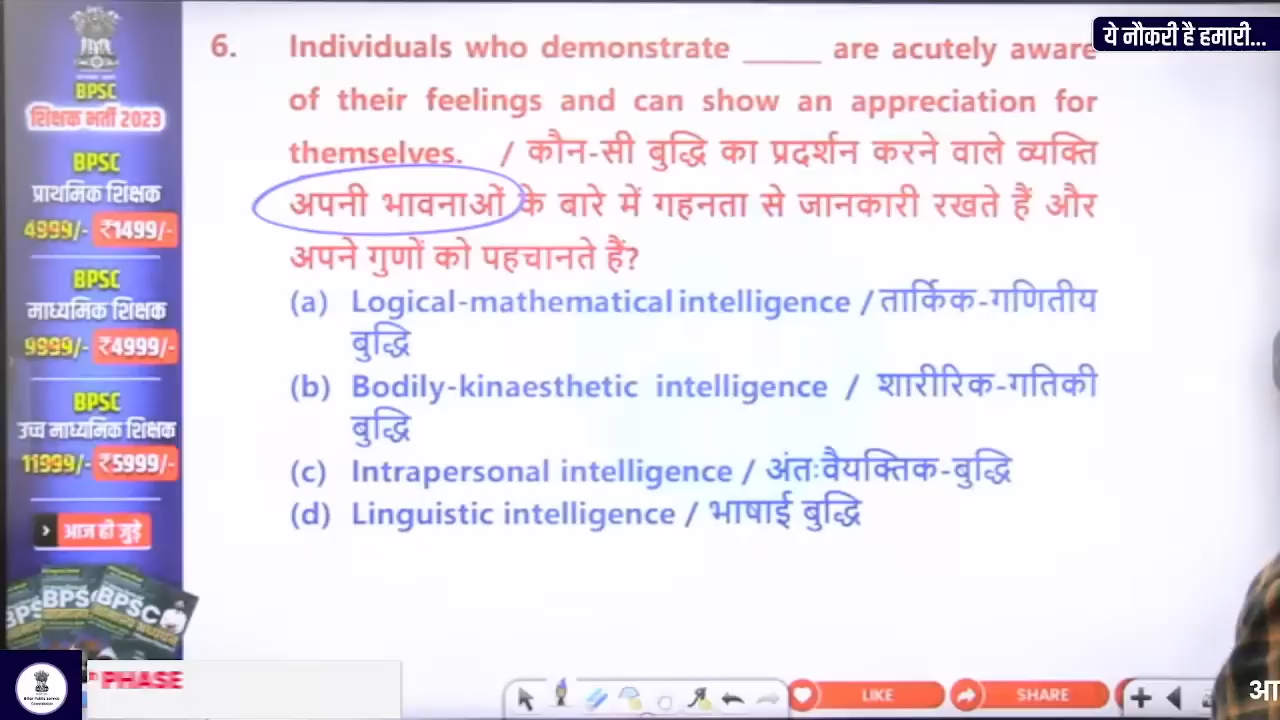 ये नौकरी है हमारी...
BPSC
शिक्षक भर्ती 2023
BPSC
प्राथमिक शिक्षक
4999/- ₹1499/-
BPSC
माध्यमिक शिक्षक
9999/- ₹4999/-
BPSC
उच्च माध्यमिक शिक्षक
11999/- ₹5999/-
आज ही जुड़े
BPSC
6. Individuals who demonstrate _____ are acutely aware
of their feelings and can show an appreciation for
themselves. / कौन-सी बुद्धि का प्रदर्शन करने वाले व्यक्ति
अपनी भावनाओं के बारे में गहनता से जानकारी रखते हैं और
अपने गुणों को पहचानते हैं?
(a) Logical-mathematical intelligence / तार्किक-गणितीय
बुद्धि
(b) Bodily-kinaesthetic intelligence / शारीरिक-गतिकी
बुद्धि
(c) Intrapersonal intelligence / अंतःवैयक्तिक-बुद्धि
(d) Linguistic intelligence / भाषाई बुद्धि
PHASE
LIKE
SHARE
आ